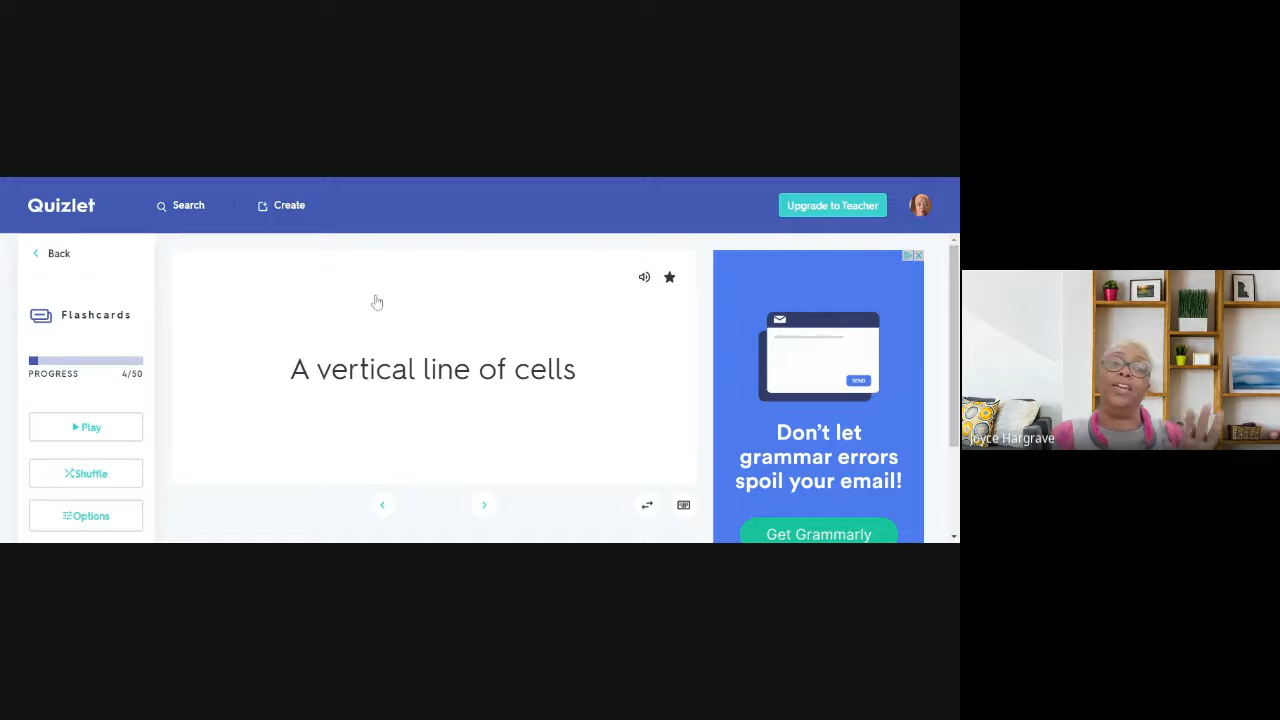 Quizlet
Search
Create
Upgrade to Teacher
Back
Flashcards
PROGRESS 4/50
Play
Shuffle
Options
A vertical line of cells
SEND
Don't let
grammar errors
spoil your email!
Get Grammarly
Joyce Hargrave